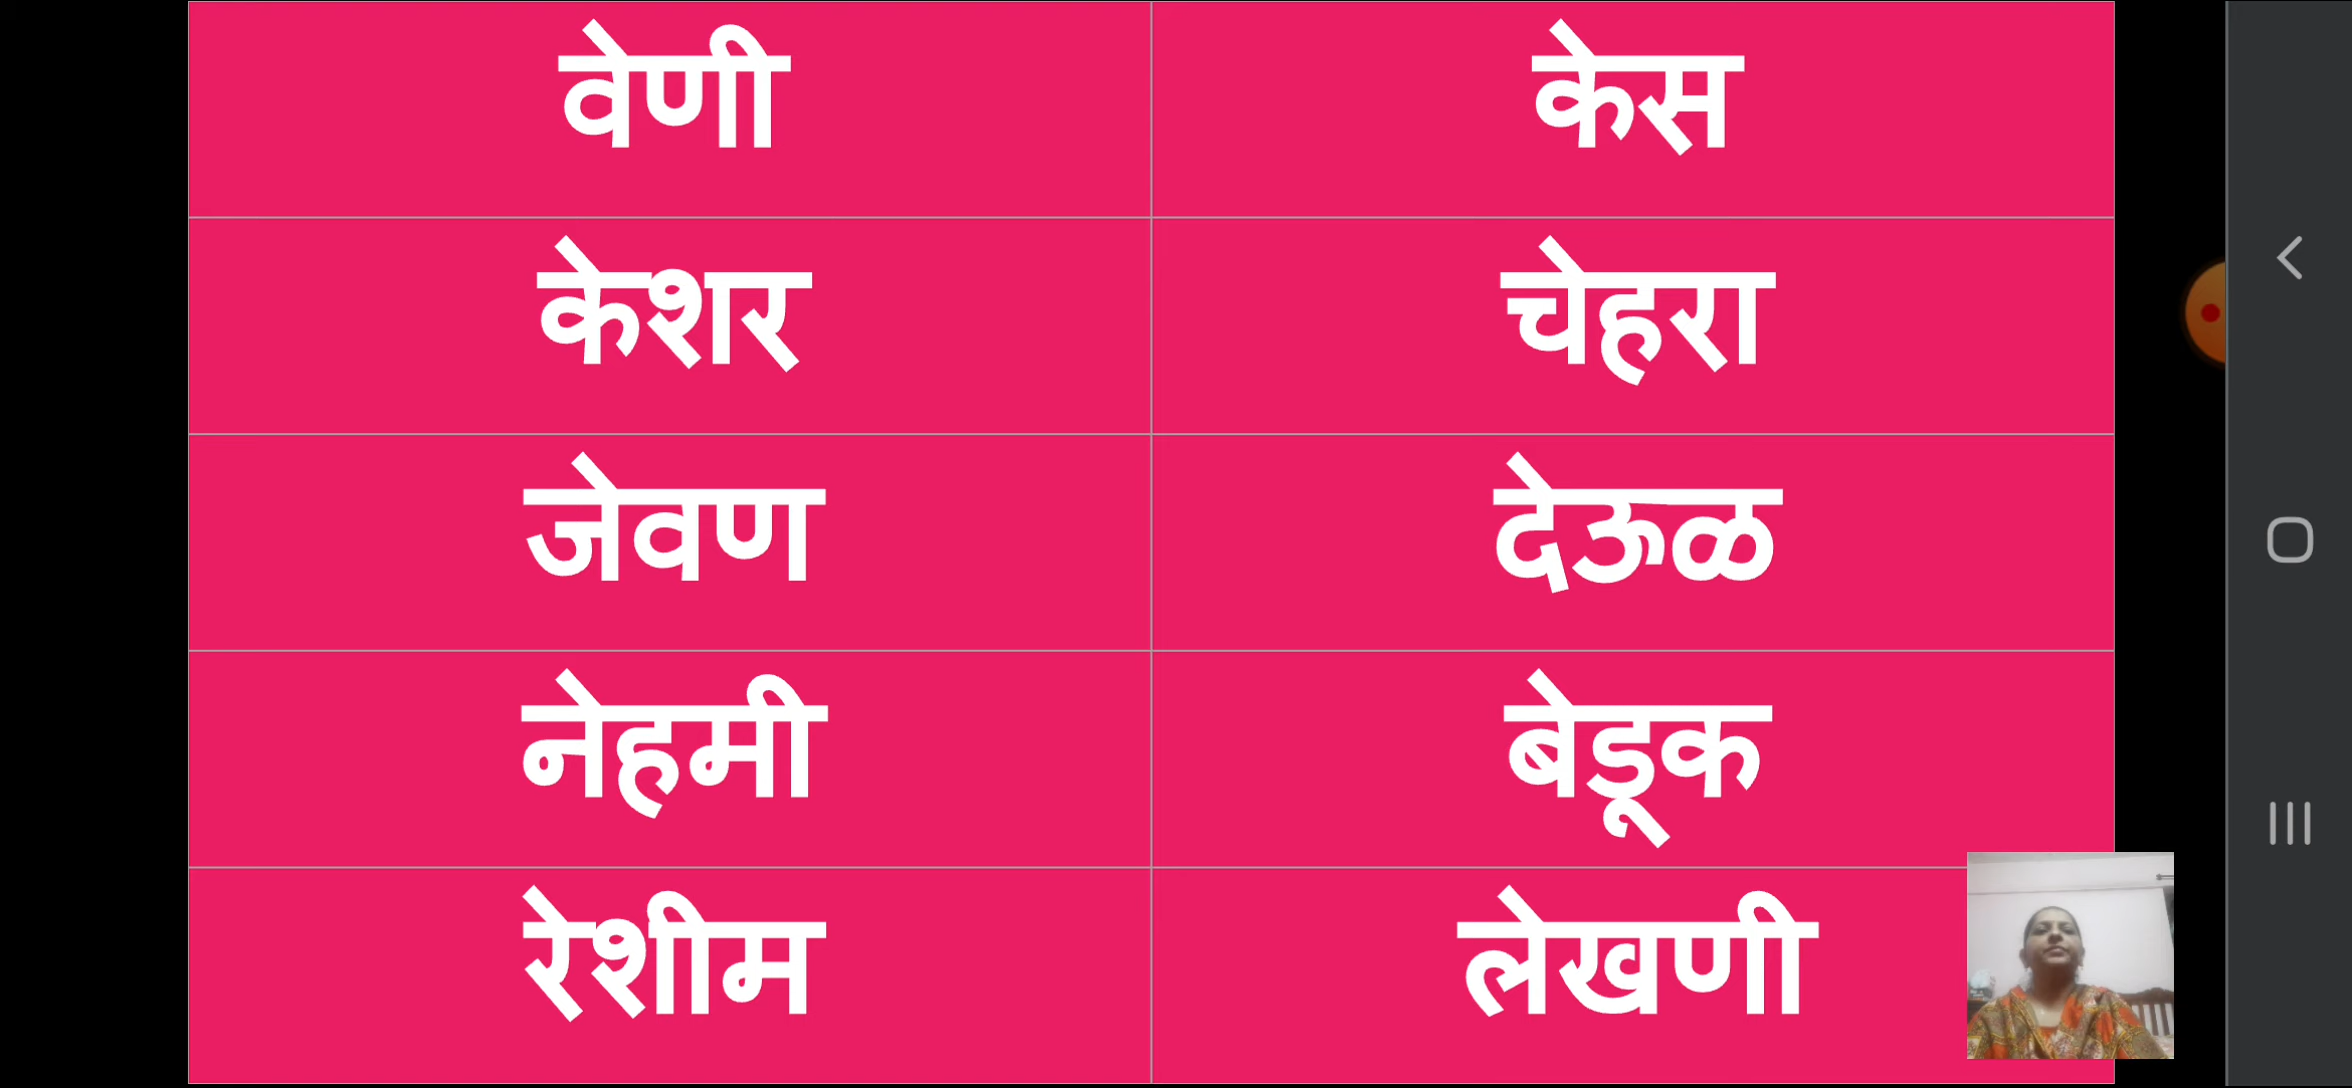 वेणी केस
केशर चेहरा
जेवण देऊळ
नेहमी बेडूक
रेशीम लेखणी